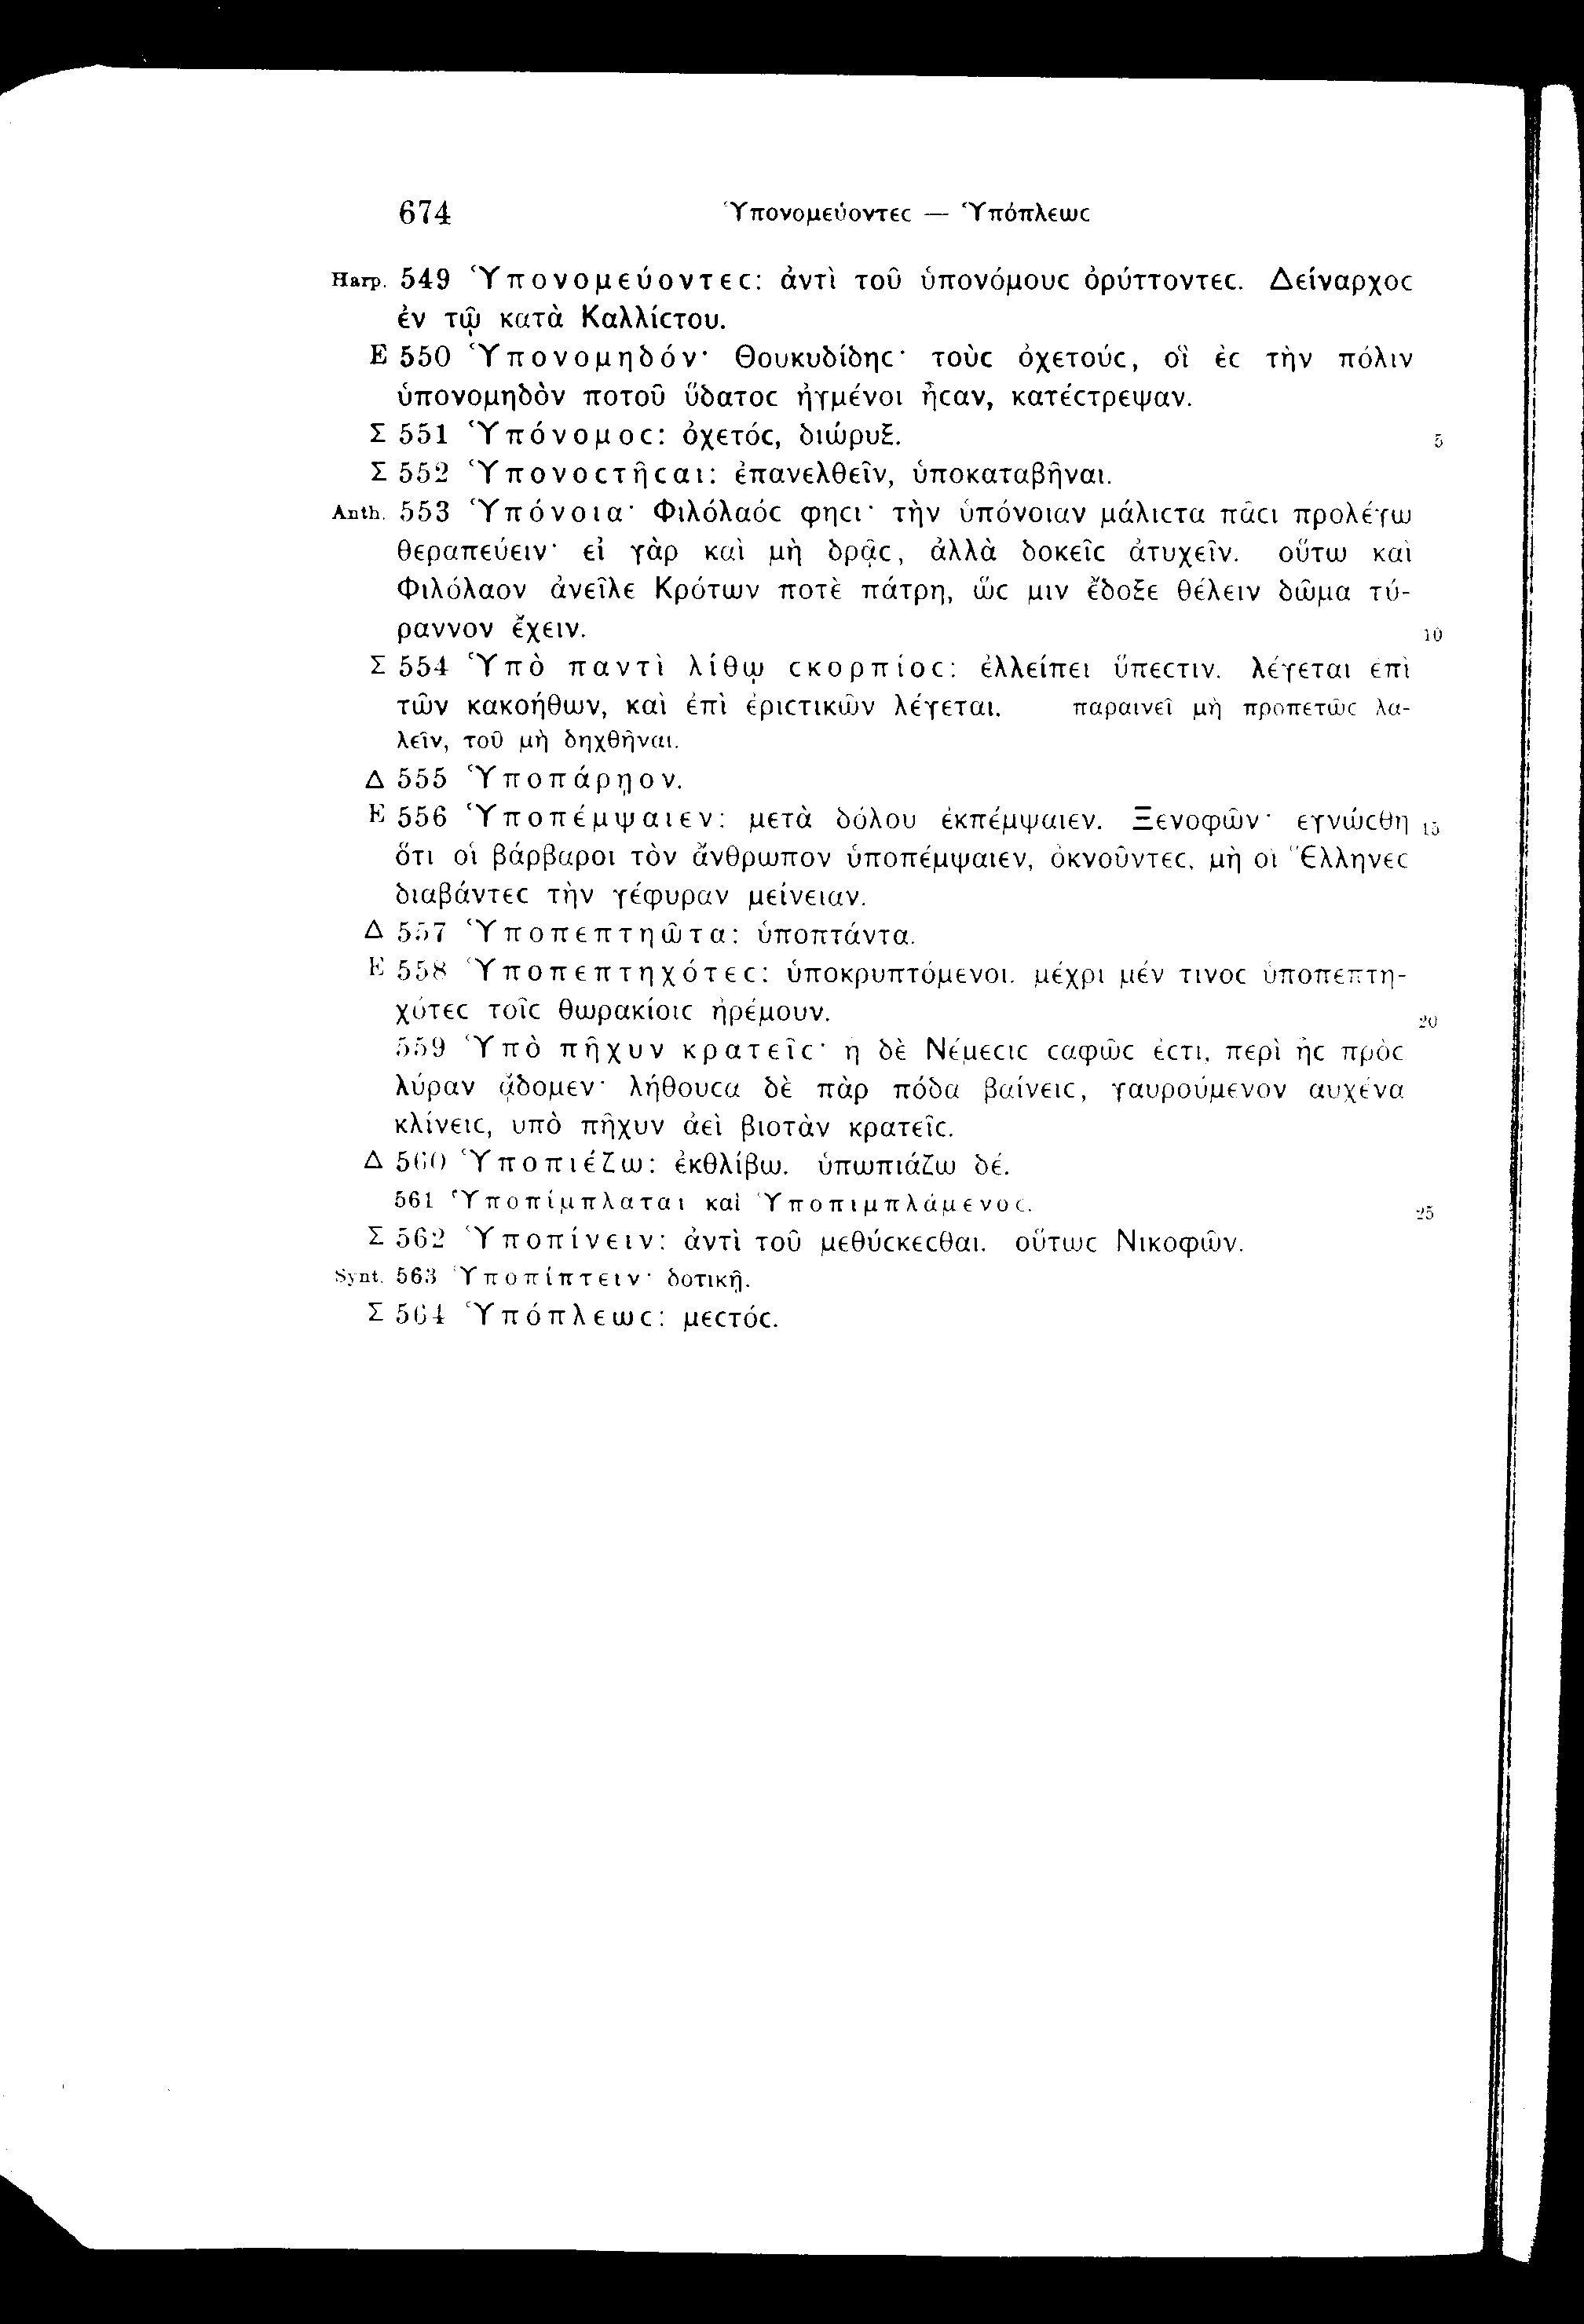 674 Ὑπονομεύοντεϲ — Ὑπόπλεωϲ
Harp. 549 Ὑπονομεύοντεϲ: ἀντὶ τοῦ ὑπονόμουϲ ὀρύττοντεϲ. Δείναρχοϲ
ἐν τῷ κατὰ Καλλίϲτου.
E 550 Ὑπονομηδόν· Θουκυδίδηϲ· τοὺϲ ὀχετούϲ, οἳ ἐϲ τὴν πόλιν
ὑπονομηδὸν ποτοῦ ὕδατοϲ ἠγμένοι ἦϲαν, κατέϲτρεψαν.
Σ 551 Ὑπόνομοϲ: ὀχετόϲ, διώρυξ. 5
Σ 552 Ὑπονοϲτῆϲαι: ἐπανελθεῖν, ὑποκαταβῆναι.
Anth. 553 Ὑπόνοια· Φιλόλαόϲ φηϲι· τὴν ὑπόνοιαν μάλιϲτα πᾶϲι προλέγω
θεραπεύειν· εἰ γὰρ καὶ μὴ δρᾷϲ, ἀλλὰ δοκεῖϲ ἀτυχεῖν. οὕτω καὶ
Φιλόλαον ἀνεῖλε Κρότων ποτὲ πάτρη, ὥϲ μιν ἔδοξε θέλειν δῶμα τύ-
ραννον ἔχειν. 10
Σ 554 Ὑπὸ παντὶ λίθῳ ϲκορπίοϲ: ἐλλείπει ὕπεϲτιν. λέγεται ἐπὶ
τῶν κακοήθων, καὶ ἐπὶ ἐριϲτικῶν λέγεται. παραινεῖ μὴ προπετῶϲ λα-
λεῖν, τοῦ μὴ δηχθῆναι.
Δ 555 Ὑποπάρῃον.
E 556 Ὑποπέμψαιεν: μετὰ δόλου ἐκπέμψαιεν. Ξενοφῶν· ἐγνώϲθη 15
ὅτι οἱ βάρβαροι τὸν ἄνθρωπον ὑποπέμψαιεν, ὀκνοῦντεϲ, μὴ οἱ Ἕλληνεϲ
διαβάντεϲ τὴν γέφυραν μείνειαν.
Δ 557 Ὑποπεπτηῶτα: ὑποπτάντα.
E 558 Ὑποπεπτηχότεϲ: ὑποκρυπτόμενοι. μέχρι μέν τινοϲ ὑποπεπτη-
χότεϲ τοῖϲ θωρακίοιϲ ἠρέμουν. 20
559 Ὑπὸ πῆχυν κρατεῖϲ· ἡ δὲ Νέμεϲιϲ ϲαφῶϲ ἐϲτι, περὶ ἧϲ πρὸϲ
λύραν ᾄδομεν· λήθουϲα δὲ πὰρ πόδα βαίνειϲ, γαυρούμενον αὐχένα
κλίνειϲ, ὑπὸ πῆχυν ἀεὶ βιοτὰν κρατεῖϲ.
Δ 560 Ὑποπιέζω: ἐκθλίβω. ὑπωπιάζω δέ.
561 Ὑποπίμπλαται καὶ Ὑποπιμπλάμενοϲ. 25
Σ 562 Ὑποπίνειν: ἀντὶ τοῦ μεθύϲκεϲθαι. οὕτωϲ Νικοφῶν.
Synt. 563 Ὑποπίπτειν· δοτικῇ.
Σ 564 Ὑπόπλεωϲ: μεϲτόϲ.